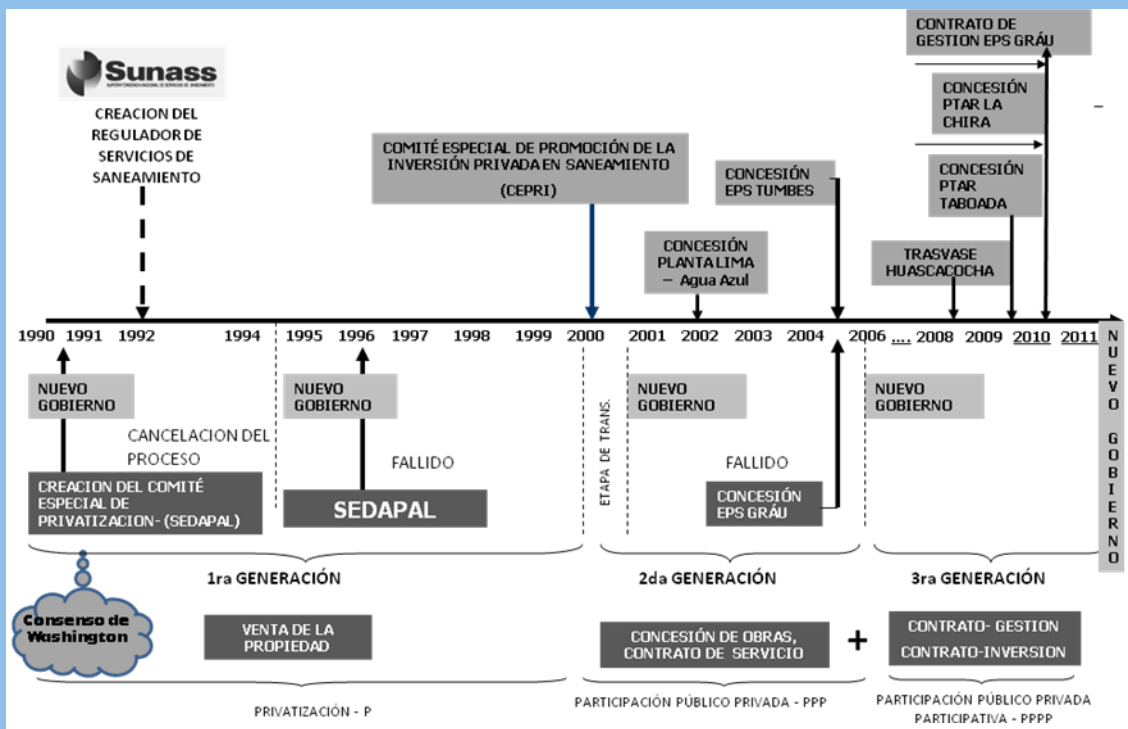 CONTRATO DE
GESTION EPS GRÁU
Sunass
SUPERINTENDENCIA NACIONAL DE SERVICIOS DE SANEAMIENTO
CREACION DEL
REGULADOR DE
SERVICIOS DE
SANEAMIENTO
COMITÉ ESPECIAL DE PROMOCIÓN DE LA
INVERSIÓN PRIVADA EN SANEAMIENTO
(CEPRI)
CONCESIÓN
PTAR LA
CHIRA
CONCESIÓN
EPS TUMBES
CONCESIÓN
PTAR
TABOADA
CONCESIÓN
PLANTA LIMA
– Agua Azul
TRASVASE
HUASCACOCHA
1990 1991 1992 1994 1995 1996 1997 1998 1999 2000 2001 2002 2003 2004 2006 .... 2008 2009 2010 2011
NUEVO
GOBIERNO
CANCELACION DEL
PROCESO
CREACION DEL COMITÉ
ESPECIAL DE
PRIVATIZACION- (SEDAPAL)
NUEVO
GOBIERNO
FALLIDO
SEDAPAL
ETAPA DE TRANS.
NUEVO
GOBIERNO
FALLIDO
CONCESIÓN
EPS GRÁU
NUEVO
GOBIERNO
NUEVO GOBIERNO
1ra GENERACIÓN
2da GENERACIÓN
3ra GENERACIÓN
Consenso de
Washington
VENTA DE LA
PROPIEDAD
CONCESIÓN DE OBRAS,
CONTRATO DE SERVICIO
+
CONTRATO- GESTION
CONTRATO-INVERSION
PRIVATIZACIÓN - P
PARTICIPACIÓN PÚBLICO PRIVADA - PPP
PARTICIPACIÓN PÚBLICO PRIVADA
PARTICIPATIVA - PPPP